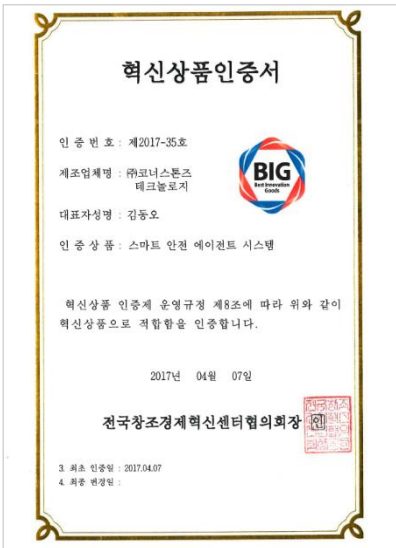 혁신상품인증서
인 증 번 호 : 제2017-35호
제조업체명 : ㈜코너스톤즈
테크놀로지
BIG
Best Innovation
Goods
대표자성명 : 김동오
인 증 상 품 : 스마트 안전 에이전트 시스템
혁신상품 인증제 운영규정 제8조에 따라 위와 같이
혁신상품으로 적합함을 인증합니다.
2017년 04월 07일
전국창조경제혁신센터협의회장 인
3. 최초 인증일 : 2017.04.07
4. 최종 변경일 :